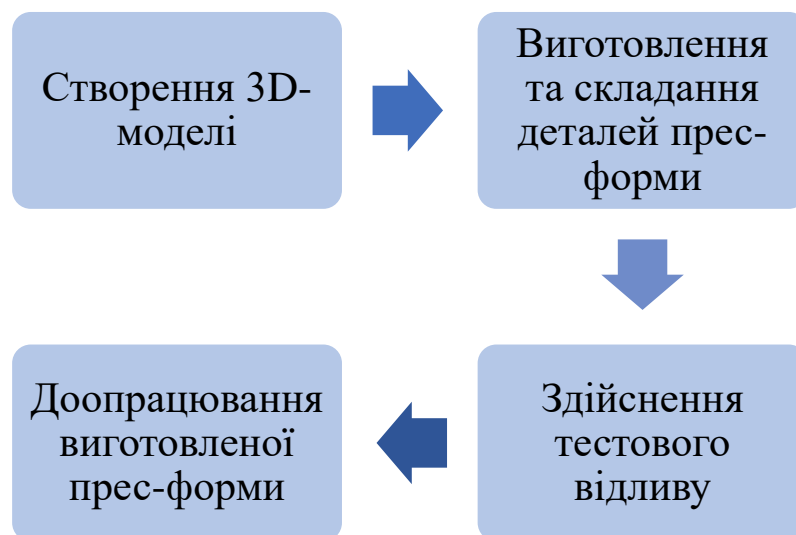 Створення 3D-
моделі
Виготовлення
та складання
деталей прес-
форми
Здійснення
тестового
відливу
Доопрацювання
виготовленої
прес-форми